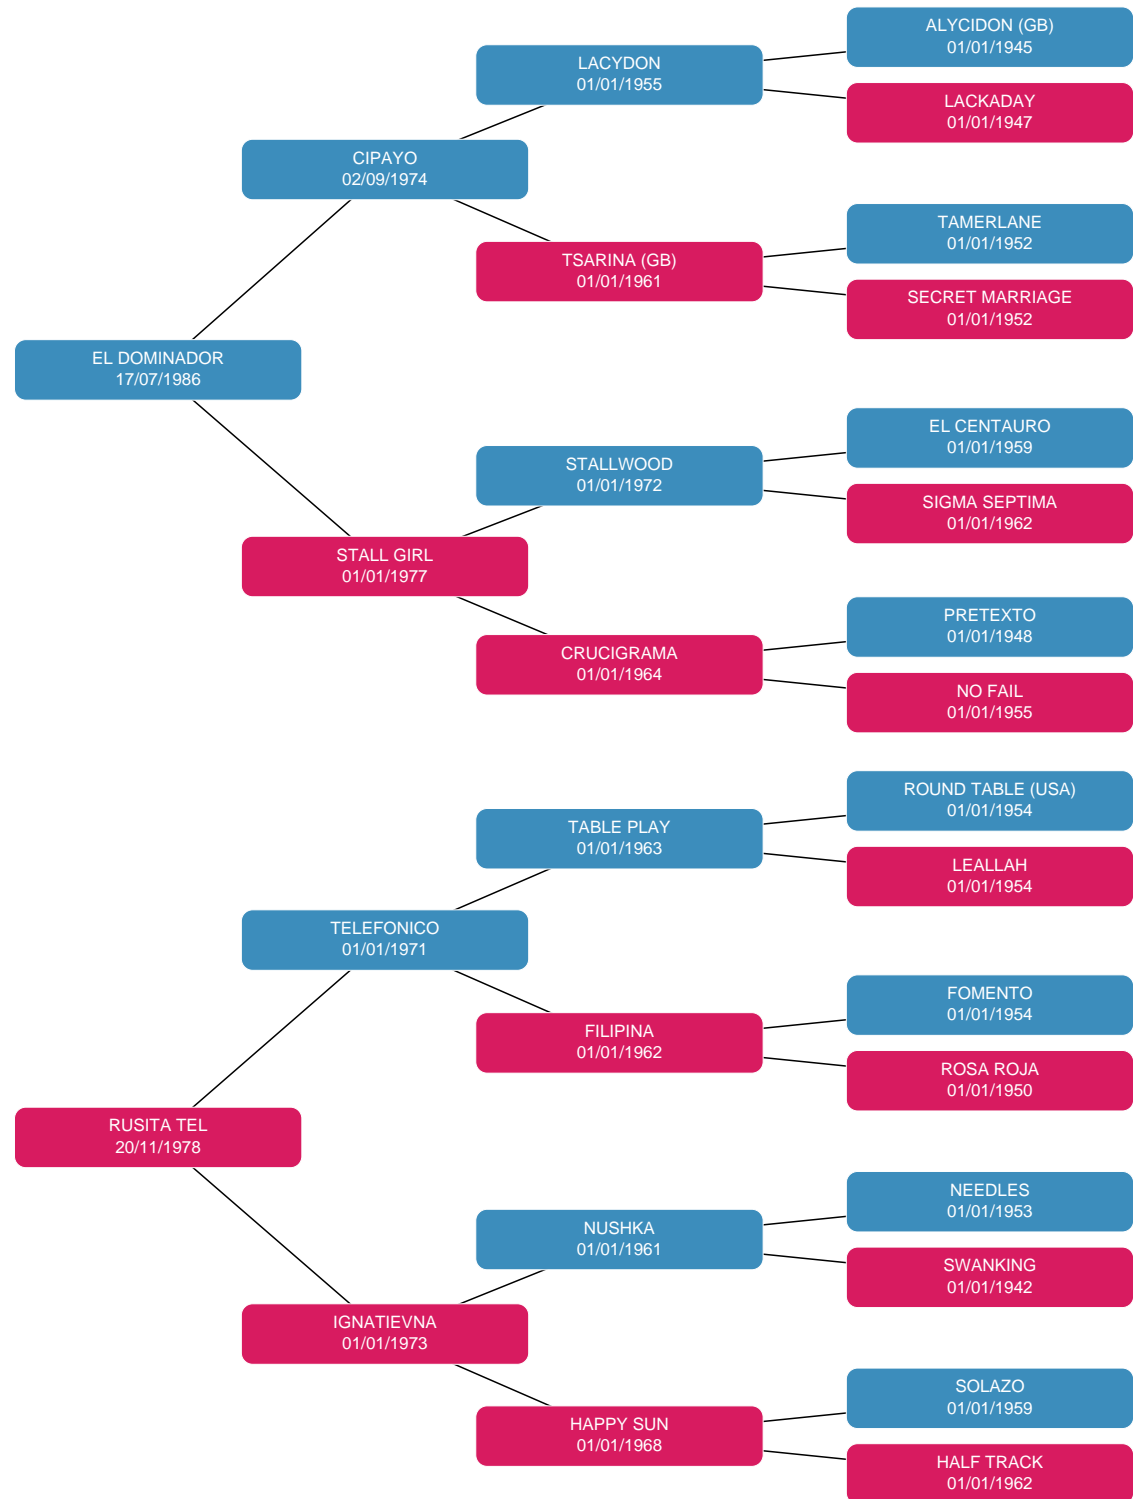 ALYCIDON (GB)
01/01/1945
LACYDON
01/01/1955
LACKADAY
01/01/1947
CIPAYO
02/09/1974
TAMERLANE
01/01/1952
TSARINA (GB)
01/01/1961
SECRET MARRIAGE
01/01/1952
EL DOMINADOR
17/07/1986
EL CENTAURO
01/01/1959
STALLWOOD
01/01/1972
SIGMA SEPTIMA
01/01/1962
STALL GIRL
01/01/1977
PRETEXTO
01/01/1948
CRUCIGRAMA
01/01/1964
NO FAIL
01/01/1955
ROUND TABLE (USA)
01/01/1954
TABLE PLAY
01/01/1963
LEALLAH
01/01/1954
TELEFONICO
01/01/1971
FOMENTO
01/01/1954
FILIPINA
01/01/1962
ROSA ROJA
01/01/1950
RUSITA TEL
20/11/1978
NEEDLES
01/01/1953
NUSHKA
01/01/1961
SWANKING
01/01/1942
IGNATIEVNA
01/01/1973
SOLAZO
01/01/1959
HAPPY SUN
01/01/1968
HALF TRACK
01/01/1962